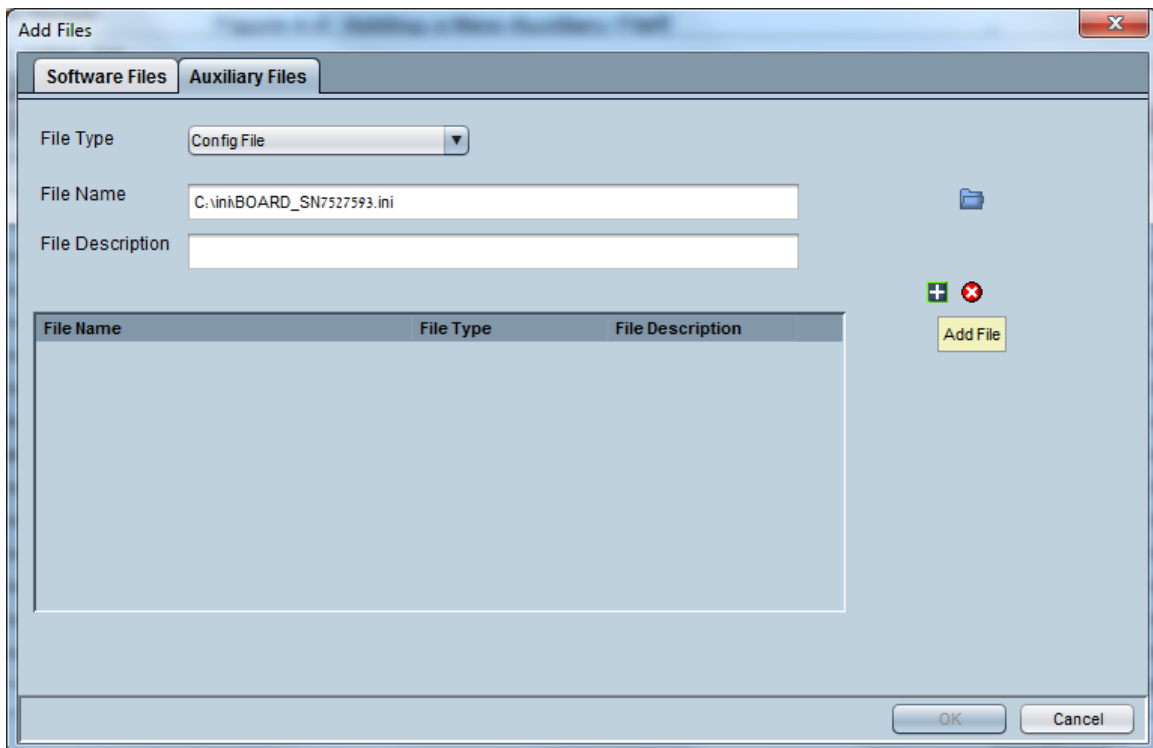 Add Files
Software Files Auxiliary Files
File Type Config File
File Name C:\ini\BOARD_SN7527593.ini
File Description
File Name File Type File Description
Add File
OK Cancel